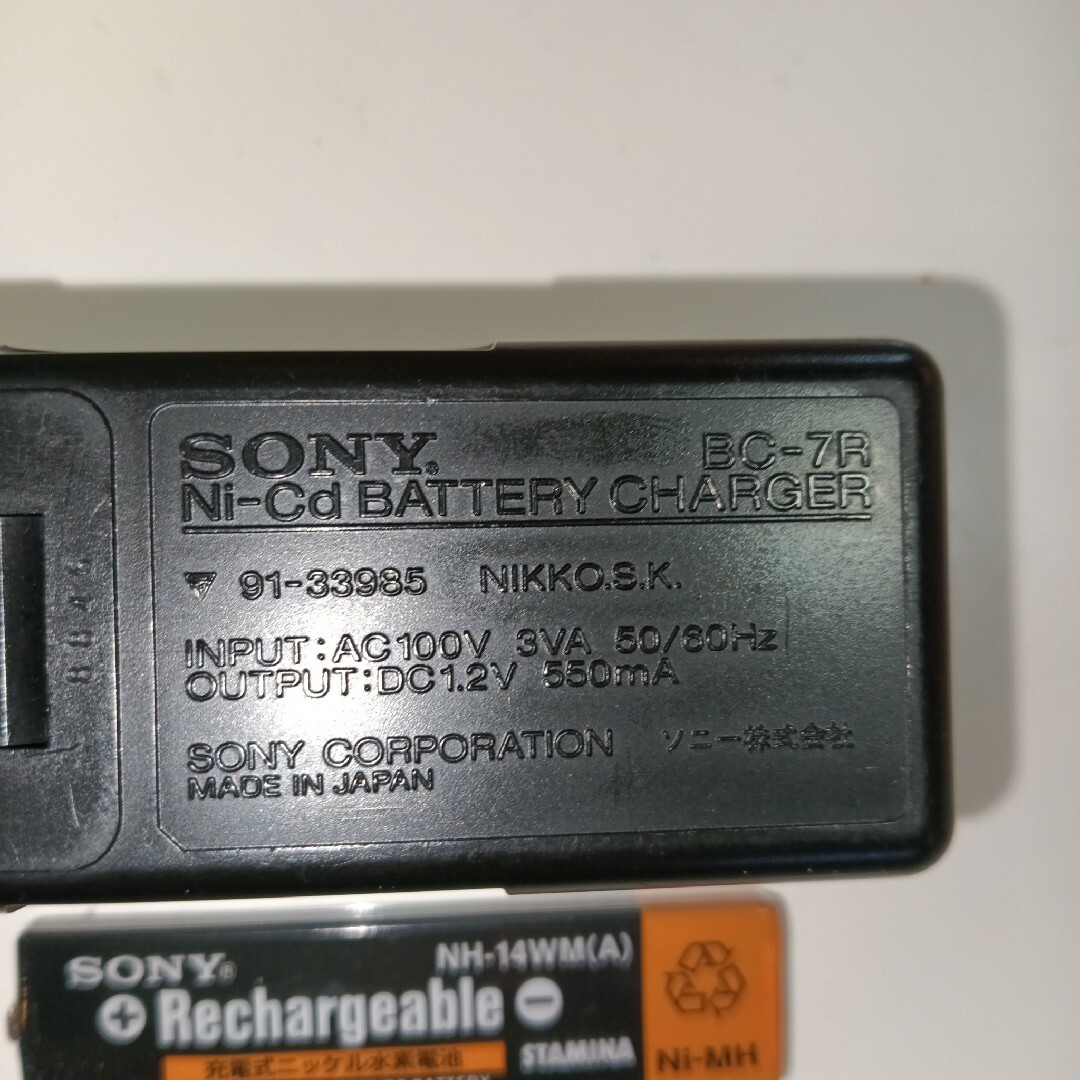 SONY® BC-7R
Ni-Cd BATTERY CHARGER
91-33985 NIKKO.S.K.
INPUT:AC100V 3VA 50/60Hz
OUTPUT:DC1.2V 550mA
SONY CORPORATION ソニー株式会社
MADE IN JAPAN
SONY® NH-14WM(A)
+ Rechargeable −
充電式ニッケル水素電池 STAMINA Ni-MH
BATTERY